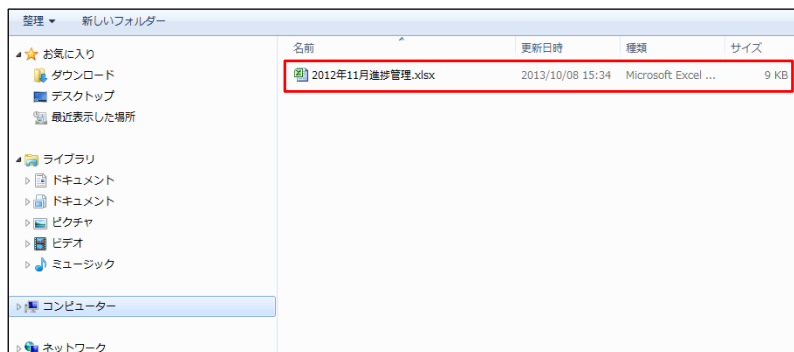 整理 ▼ 新しいフォルダー
お気に入り
ダウンロード
デスクトップ
最近表示した場所
ライブラリ
ドキュメント
ドキュメント
ピクチャ
ビデオ
ミュージック
コンピューター
ネットワーク
名前 更新日時 種類 サイズ
2012年11月進捗管理.xlsx 2013/10/08 15:34 Microsoft Excel ... 9 KB